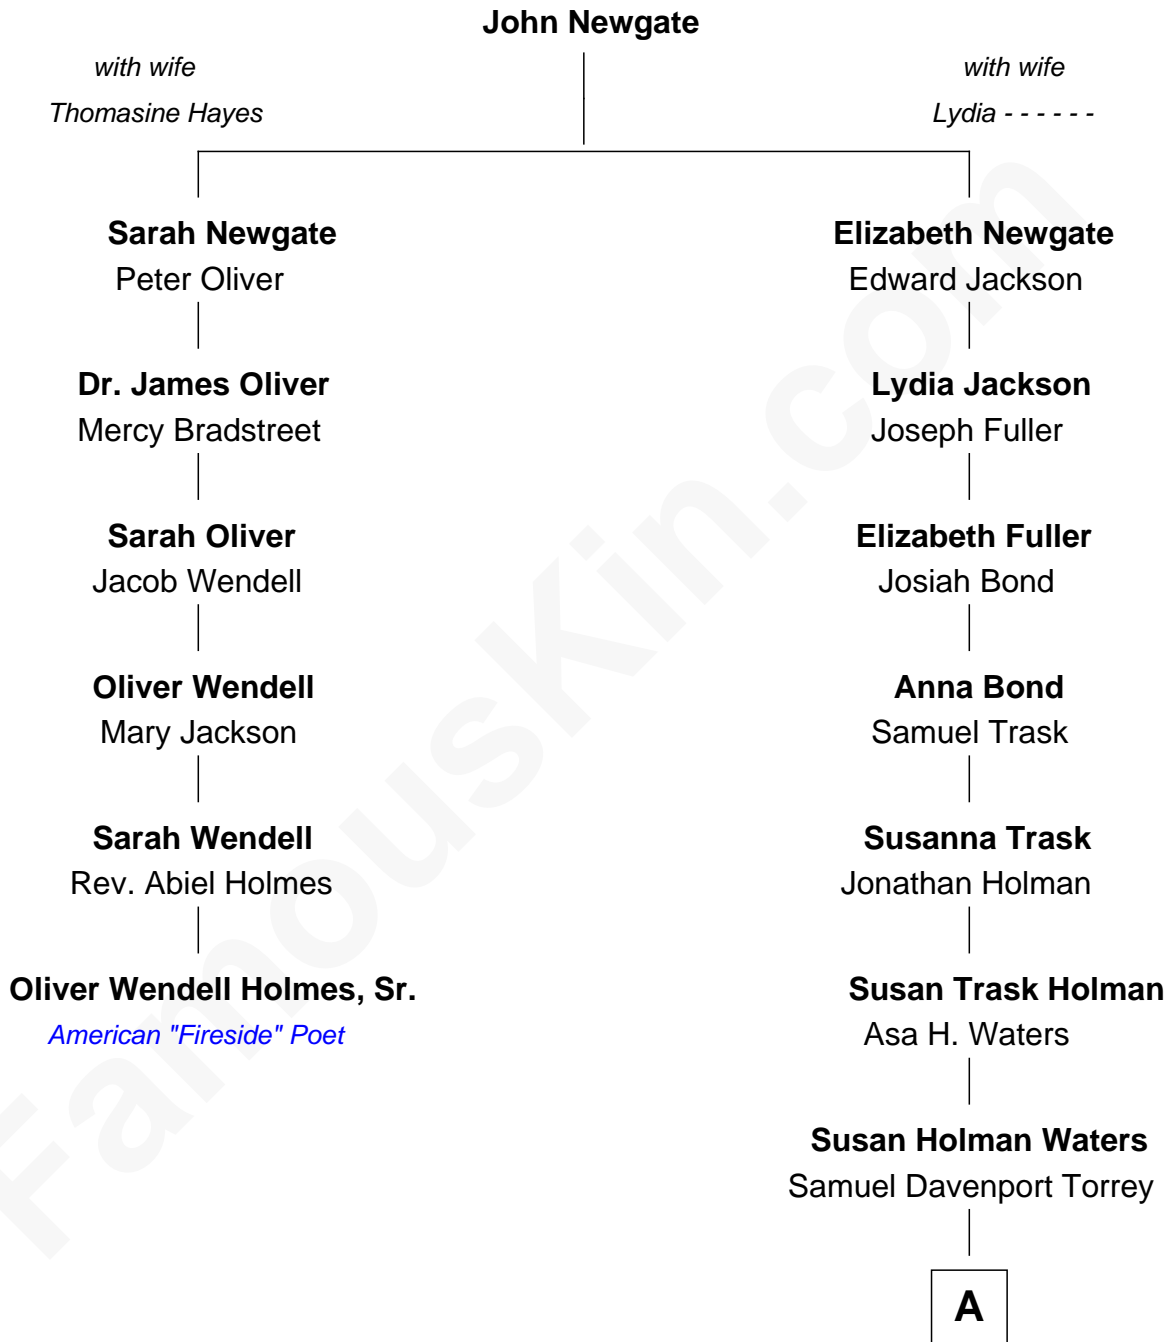 John Newgate
with wife
Thomasine Hayes
with wife
Lydia - - - - - -
Sarah Newgate
Peter Oliver
Dr. James Oliver
Mercy Bradstreet
Sarah Oliver
Jacob Wendell
Oliver Wendell
Mary Jackson
Sarah Wendell
Rev. Abiel Holmes
Oliver Wendell Holmes, Sr.
American "Fireside" Poet
Elizabeth Newgate
Edward Jackson
Lydia Jackson
Joseph Fuller
Elizabeth Fuller
Josiah Bond
Anna Bond
Samuel Trask
Susanna Trask
Jonathan Holman
Susan Trask Holman
Asa H. Waters
Susan Holman Waters
Samuel Davenport Torrey
A
FamousKin.com